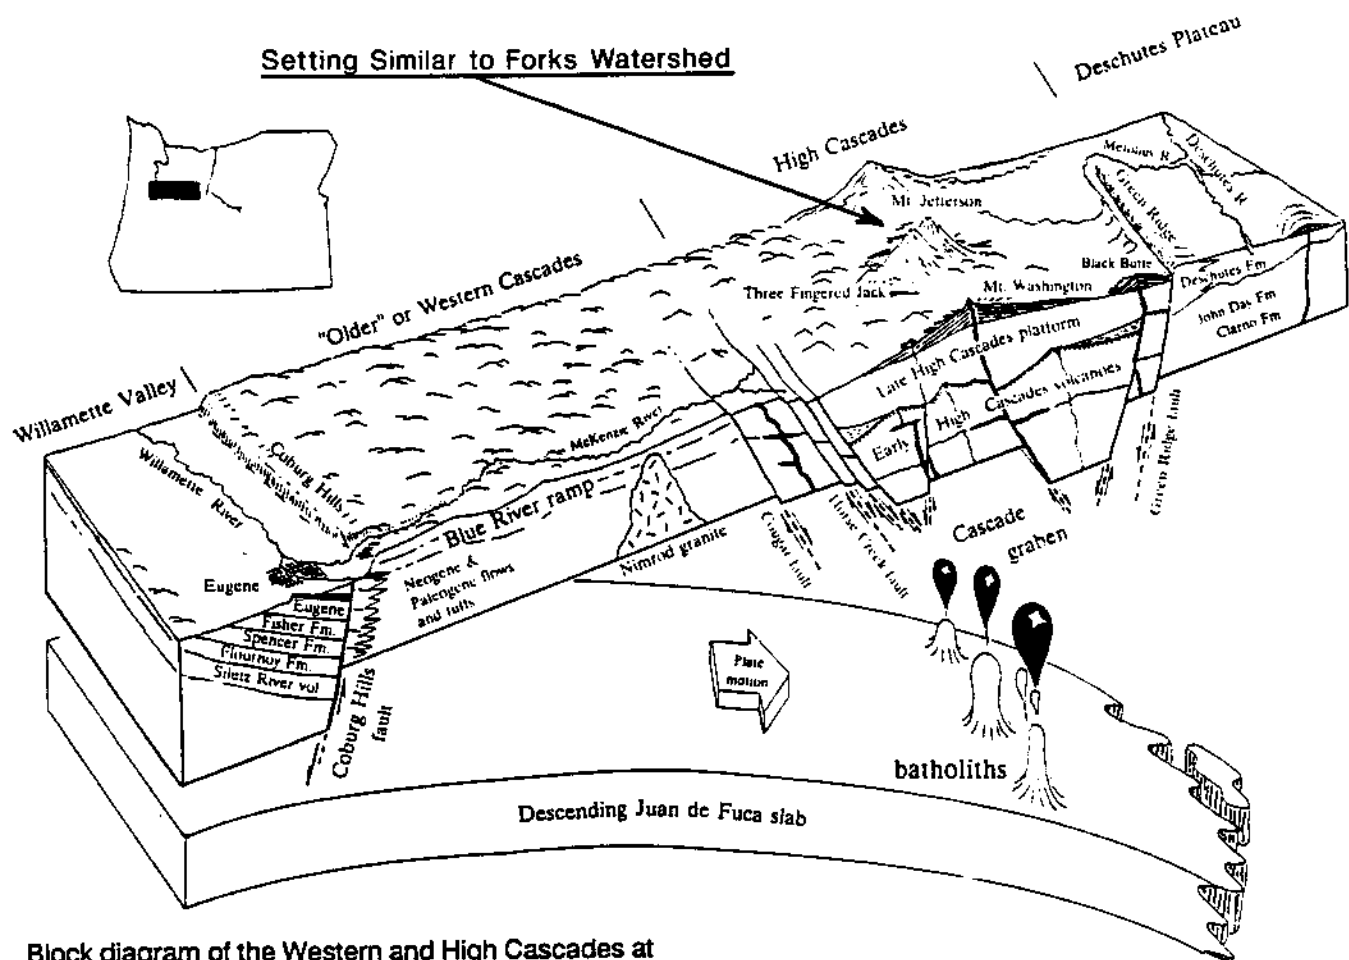 Setting Similar to Forks Watershed
Deschutes Plateau
High Cascades
"Older" or Western Cascades
Willamette Valley
Metolius R
Deschutes R
Green Ridge
Mt. Jefferson
Black Butte
Three Fingered Jack
Mt. Washington
Deschutes Fm
John Day Fm
Clarno Fm
Late High Cascades platform
Early High Cascades volcanoes
McKenzie River
Coburg Hills
Willamette
River
Blue River ramp
Eugene
Neogene &
Paleogene flows
and tuffs
Nimrod granite
Cougar fault
Horse Creek fault
Cascade
graben
Green Ridge fault
Eugene
Fisher Fm.
Spencer Fm.
Flournoy Fm.
Siletz River vol
Coburg Hills
fault
Plate
motion
batholiths
Descending Juan de Fuca slab
Block diagram of the Western and High Cascades at